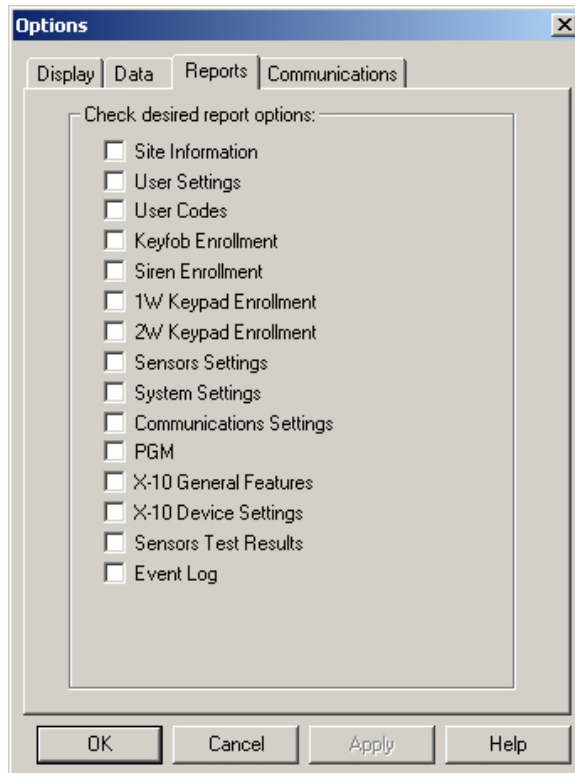 Options
Display Data Reports Communications
Check desired report options:
Site Information
User Settings
User Codes
Keyfob Enrollment
Siren Enrollment
1W Keypad Enrollment
2W Keypad Enrollment
Sensors Settings
System Settings
Communications Settings
PGM
X-10 General Features
X-10 Device Settings
Sensors Test Results
Event Log
OK Cancel Apply Help